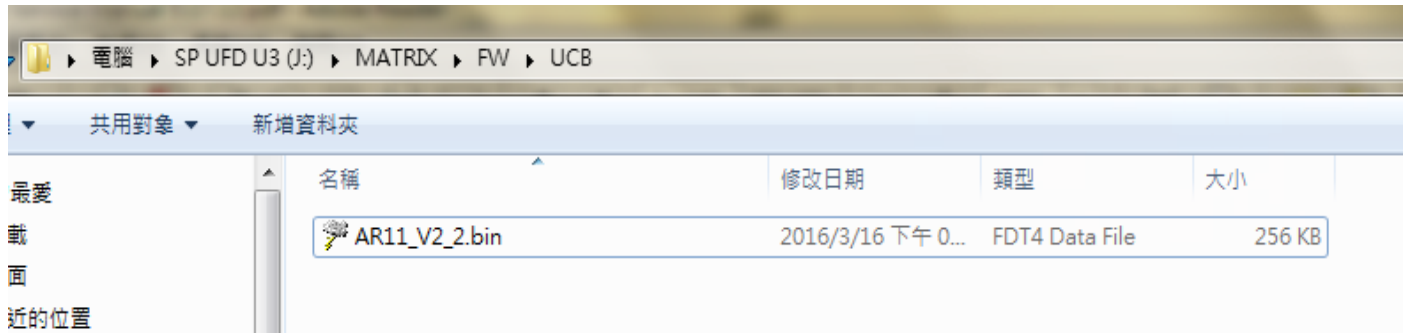 電腦 SP UFD U3 (J:) MATRIX FW UCB
共用對象 新增資料夾
名稱 修改日期 類型 大小
最愛
載
面
近的位置
AR11_V2_2.bin 2016/3/16 下午 0... FDT4 Data File 256 KB